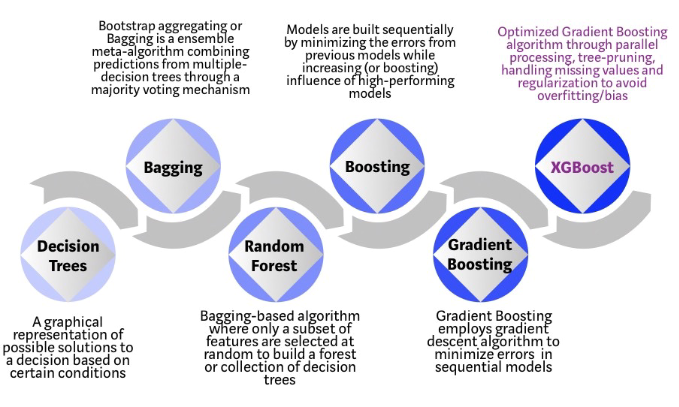 Bootstrap aggregating or
Bagging is a ensemble
meta-algorithm combining
predictions from multiple-
decision trees through a
majority voting mechanism
Models are built sequentially
by minimizing the errors from
previous models while
increasing (or boosting)
influence of high-performing
models
Optimized Gradient Boosting
algorithm through parallel
processing, tree-pruning,
handling missing values and
regularization to avoid
overfitting/bias
Bagging
Boosting
XGBoost
Decision
Trees
Random
Forest
Gradient
Boosting
A graphical
representation of
possible solutions to
a decision based on
certain conditions
Bagging-based algorithm
where only a subset of
features are selected at
random to build a forest
or collection of decision
trees
Gradient Boosting
employs gradient
descent algorithm to
minimize errors in
sequential models